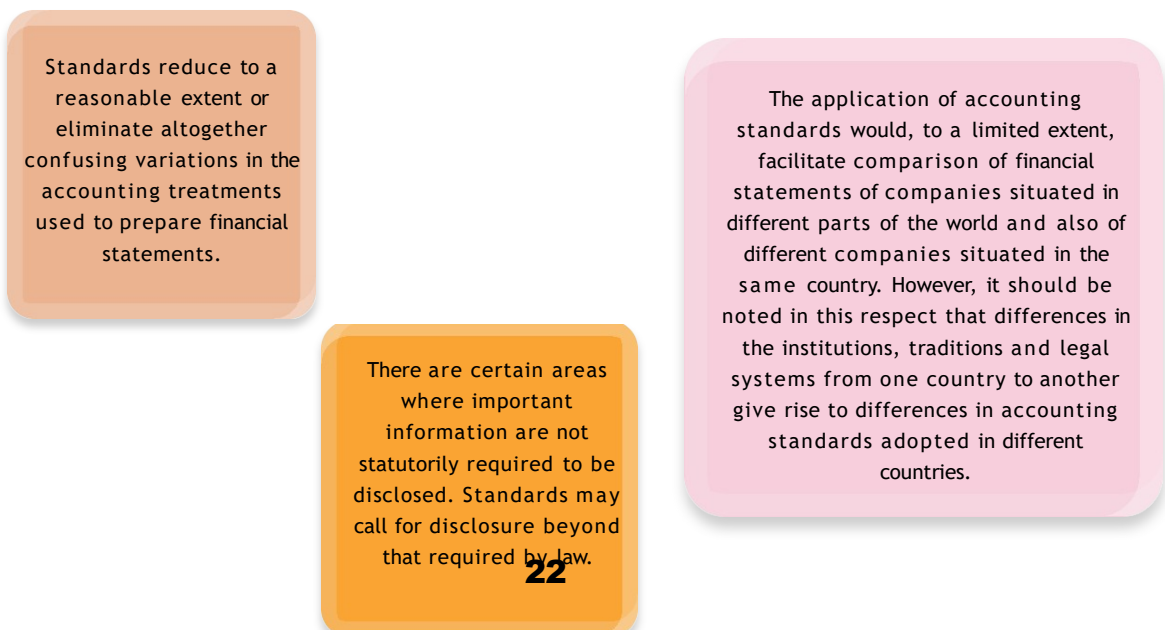 Standards reduce to a
reasonable extent or
eliminate altogether
confusing variations in the
accounting treatments
used to prepare financial
statements.
There are certain areas
where important
information are not
statutorily required to be
disclosed. Standards may
call for disclosure beyond
that required by law.
22
The application of accounting
standards would, to a limited extent,
facilitate comparison of financial
statements of companies situated in
different parts of the world and also of
different companies situated in the
same country. However, it should be
noted in this respect that differences in
the institutions, traditions and legal
systems from one country to another
give rise to differences in accounting
standards adopted in different
countries.